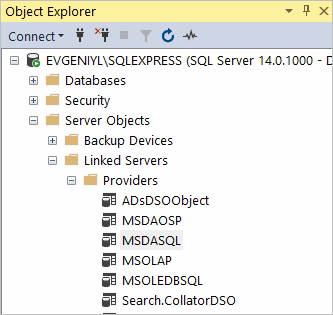 Object Explorer
Connect
EVGENIYL\SQLEXPRESS (SQL Server 14.0.1000 - D
Databases
Security
Server Objects
Backup Devices
Linked Servers
Providers
ADsDSOObject
MSDAOSP
MSDASQL
MSOLAP
MSOLEDBSQL
Search.CollatorDSO